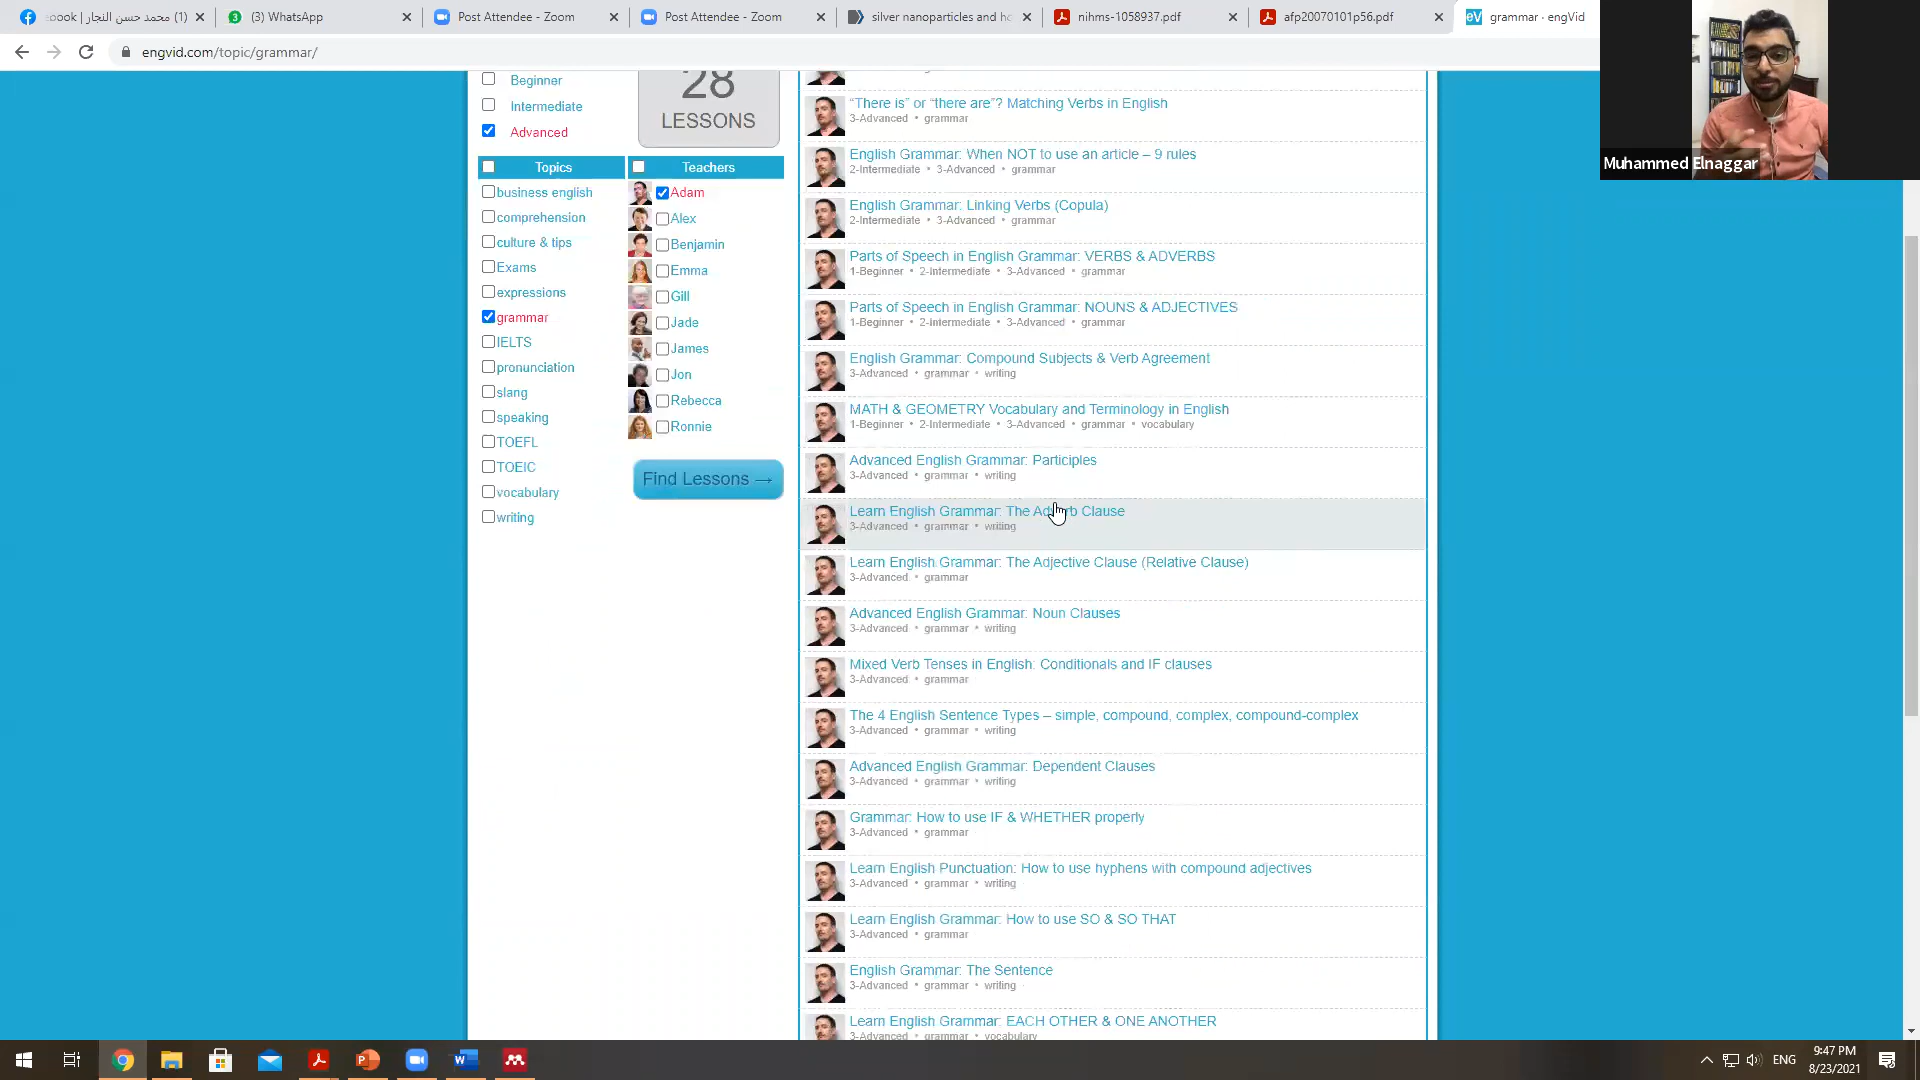 ebook | محمد حسن النجار (1)
(3) WhatsApp
Post Attendee - Zoom
Post Attendee - Zoom
silver nanoparticles and ho
nihms-1058937.pdf
afp20070101p56.pdf
grammar · engVid
engvid.com/topic/grammar/
Muhammed Elnaggar
Beginner
Intermediate
Advanced
28
LESSONS
Topics
business english
comprehension
culture & tips
Exams
expressions
grammar
IELTS
pronunciation
slang
speaking
TOEFL
TOEIC
vocabulary
writing
Teachers
Adam
Alex
Benjamin
Emma
Gill
Jade
James
Jon
Rebecca
Ronnie
Find Lessons →
“There is” or “there are”? Matching Verbs in English
3-Advanced • grammar
English Grammar: When NOT to use an article – 9 rules
2-Intermediate • 3-Advanced • grammar
English Grammar: Linking Verbs (Copula)
2-Intermediate • 3-Advanced • grammar
Parts of Speech in English Grammar: VERBS & ADVERBS
1-Beginner • 2-Intermediate • 3-Advanced • grammar
Parts of Speech in English Grammar: NOUNS & ADJECTIVES
1-Beginner • 2-Intermediate • 3-Advanced • grammar
English Grammar: Compound Subjects & Verb Agreement
3-Advanced • grammar • writing
MATH & GEOMETRY Vocabulary and Terminology in English
1-Beginner • 2-Intermediate • 3-Advanced • grammar • vocabulary
Advanced English Grammar: Participles
3-Advanced • grammar • writing
Learn English Grammar: The Adverb Clause
3-Advanced • grammar • writing
Learn English Grammar: The Adjective Clause (Relative Clause)
3-Advanced • grammar
Advanced English Grammar: Noun Clauses
3-Advanced • grammar • writing
Mixed Verb Tenses in English: Conditionals and IF clauses
3-Advanced • grammar
The 4 English Sentence Types – simple, compound, complex, compound-complex
3-Advanced • grammar • writing
Advanced English Grammar: Dependent Clauses
3-Advanced • grammar • writing
Grammar: How to use IF & WHETHER properly
3-Advanced • grammar
Learn English Punctuation: How to use hyphens with compound adjectives
3-Advanced • grammar • writing
Learn English Grammar: How to use SO & SO THAT
3-Advanced • grammar
English Grammar: The Sentence
3-Advanced • grammar • writing
Learn English Grammar: EACH OTHER & ONE ANOTHER
3-Advanced • grammar • vocabulary
ENG
9:47 PM
8/23/2021